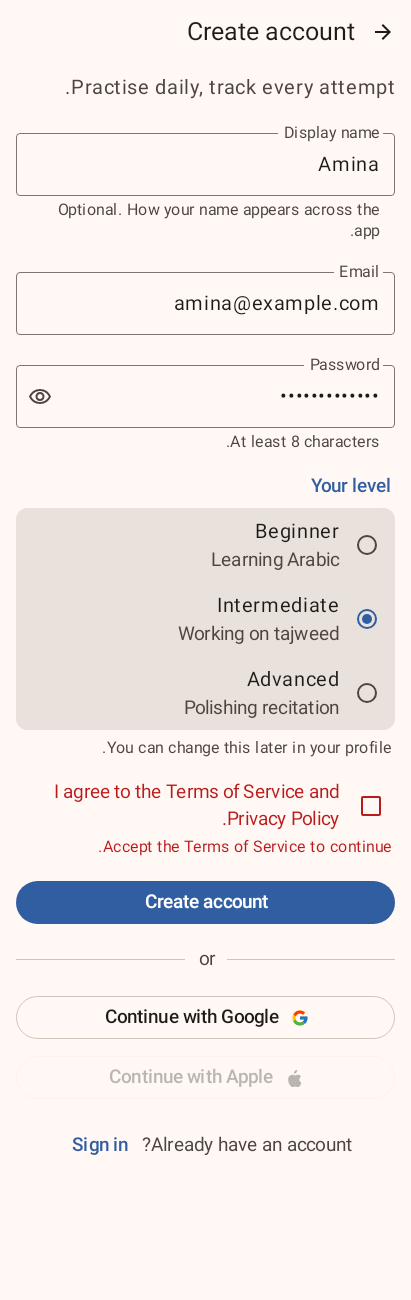 Create account
Practise daily, track every attempt.
Display name
Amina
Optional. How your name appears across the
app.
Email
amina@example.com
Password
•••••••••••••
At least 8 characters.
Your level
Beginner
Learning Arabic
Intermediate
Working on tajweed
Advanced
Polishing recitation
You can change this later in your profile.
I agree to the Terms of Service and
Privacy Policy.
Accept the Terms of Service to continue.
Create account
or
Continue with Google
Continue with Apple
Already have an account? Sign in